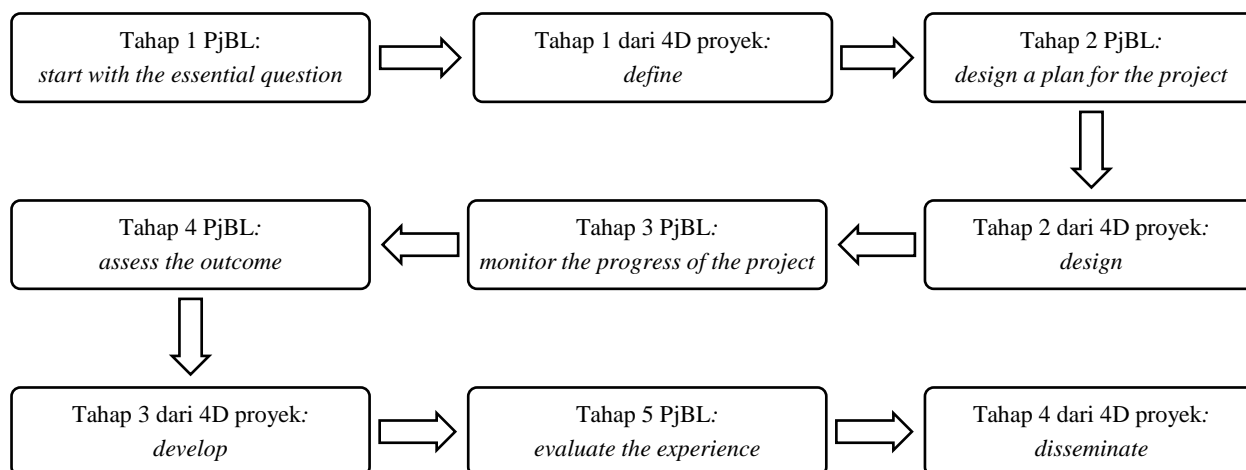 Tahap 1 PjBL:
start with the essential question
Tahap 1 dari 4D proyek:
define
Tahap 2 PjBL:
design a plan for the project
Tahap 2 dari 4D proyek:
design
Tahap 3 PjBL:
monitor the progress of the project
Tahap 4 PjBL:
assess the outcome
Tahap 3 dari 4D proyek:
develop
Tahap 5 PjBL:
evaluate the experience
Tahap 4 dari 4D proyek:
disseminate